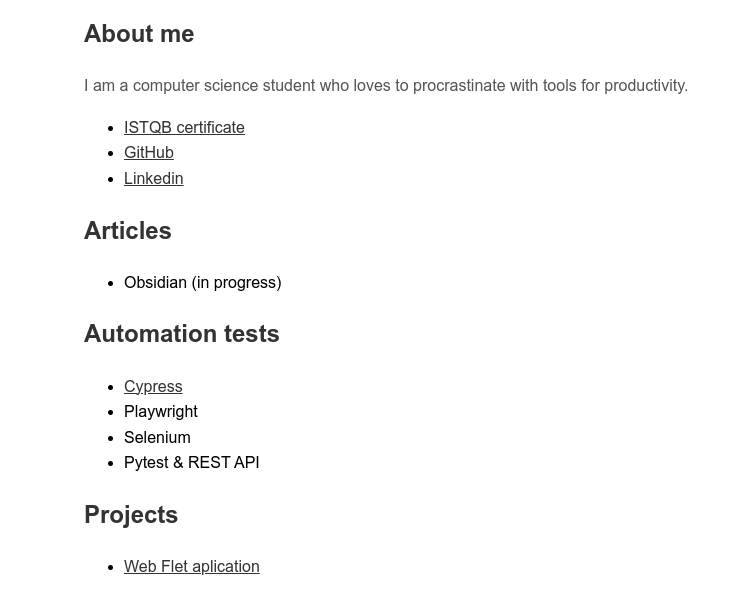 About me
I am a computer science student who loves to procrastinate with tools for productivity.
ISTQB certificate
GitHub
Linkedin
Articles
Obsidian (in progress)
Automation tests
Cypress
Playwright
Selenium
Pytest & REST API
Projects
Web Flet aplication